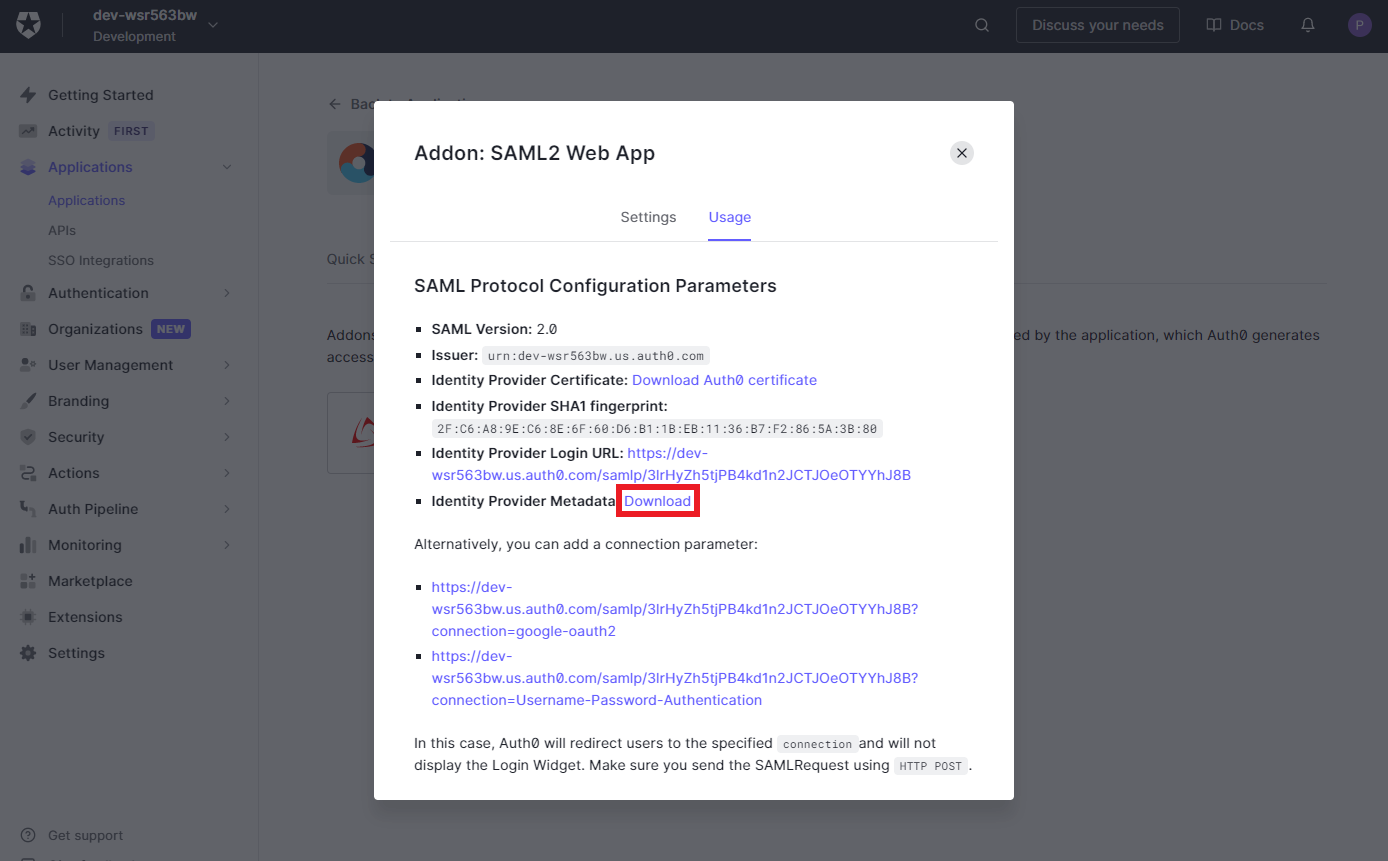 dev-wsr563bw
Development
Discuss your needs
Docs
P
Getting Started
Activity FIRST
Applications
Applications
APIs
SSO Integrations
Authentication
Organizations NEW
User Management
Branding
Security
Actions
Auth Pipeline
Monitoring
Marketplace
Extensions
Settings
Get support
Quick S
Addon: SAML2 Web App
Settings Usage
SAML Protocol Configuration Parameters
SAML Version: 2.0
Issuer: urn:dev-wsr563bw.us.auth0.com
Identity Provider Certificate: Download Auth0 certificate
Identity Provider SHA1 fingerprint:
2F:C6:A8:9E:C6:8E:6F:60:D6:B1:1B:EB:11:36:B7:F2:86:5A:3B:80
Identity Provider Login URL: https://dev-
wsr563bw.us.auth0.com/samlp/3lrHyZh5tjPB4kd1n2JCTJOeOTYYhJ8B
Identity Provider Metadata Download
Alternatively, you can add a connection parameter:
https://dev-
wsr563bw.us.auth0.com/samlp/3lrHyZh5tjPB4kd1n2JCTJOeOTYYhJ8B?
connection=google-oauth2
https://dev-
wsr563bw.us.auth0.com/samlp/3lrHyZh5tjPB4kd1n2JCTJOeOTYYhJ8B?
connection=Username-Password-Authentication
In this case, Auth0 will redirect users to the specified connection and will not
display the Login Widget. Make sure you send the SAMLRequest using HTTP POST.
Addon
ed by the application, which Auth0 generates
access